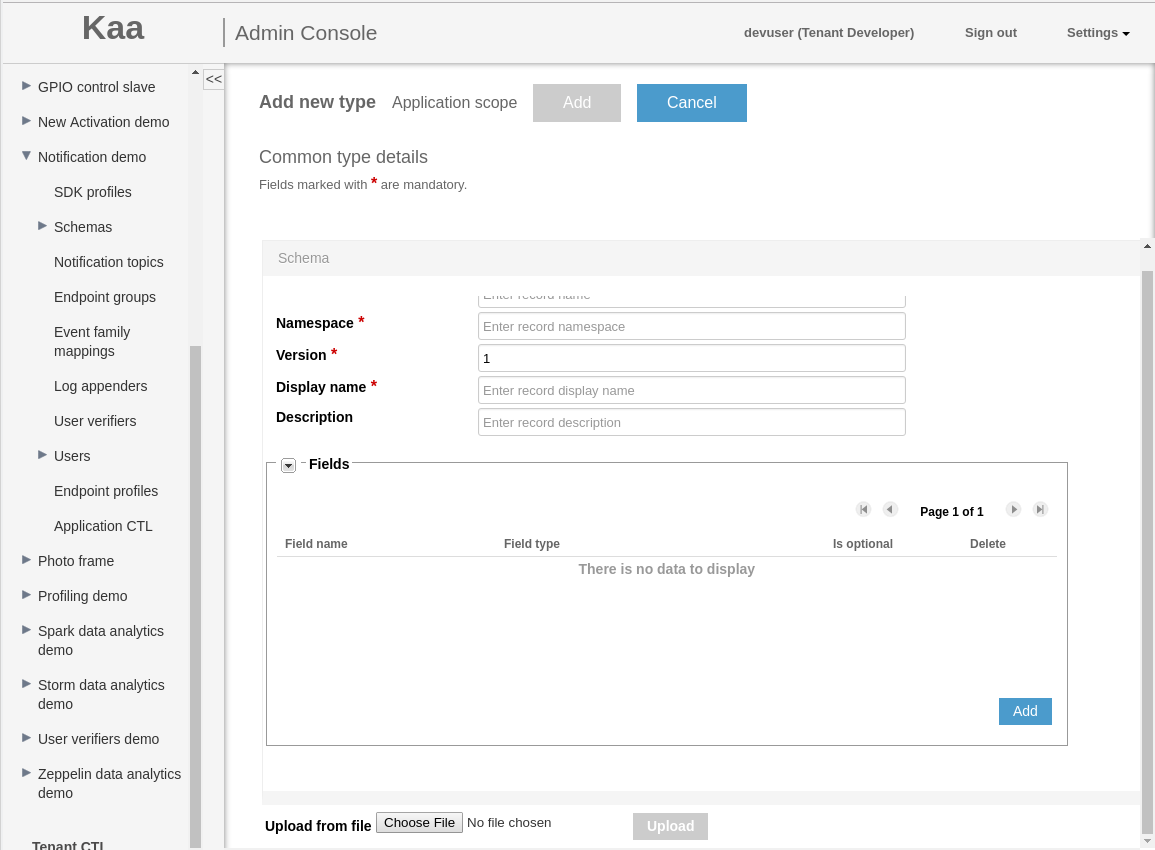 Kaa
Admin Console
devuser (Tenant Developer)
Sign out
Settings
<<
GPIO control slave
New Activation demo
Notification demo
SDK profiles
Schemas
Notification topics
Endpoint groups
Event family
mappings
Log appenders
User verifiers
Users
Endpoint profiles
Application CTL
Photo frame
Profiling demo
Spark data analytics
demo
Storm data analytics
demo
User verifiers demo
Zeppelin data analytics
demo
Tenant CTL
Add new type Application scope Add Cancel
Common type details
Fields marked with * are mandatory.
Schema
Enter record name
Namespace * Enter record namespace
Version * 1
Display name * Enter record display name
Description Enter record description
Fields
Page 1 of 1
Field name Field type Is optional Delete
There is no data to display
Add
Upload from file Choose File No file chosen Upload